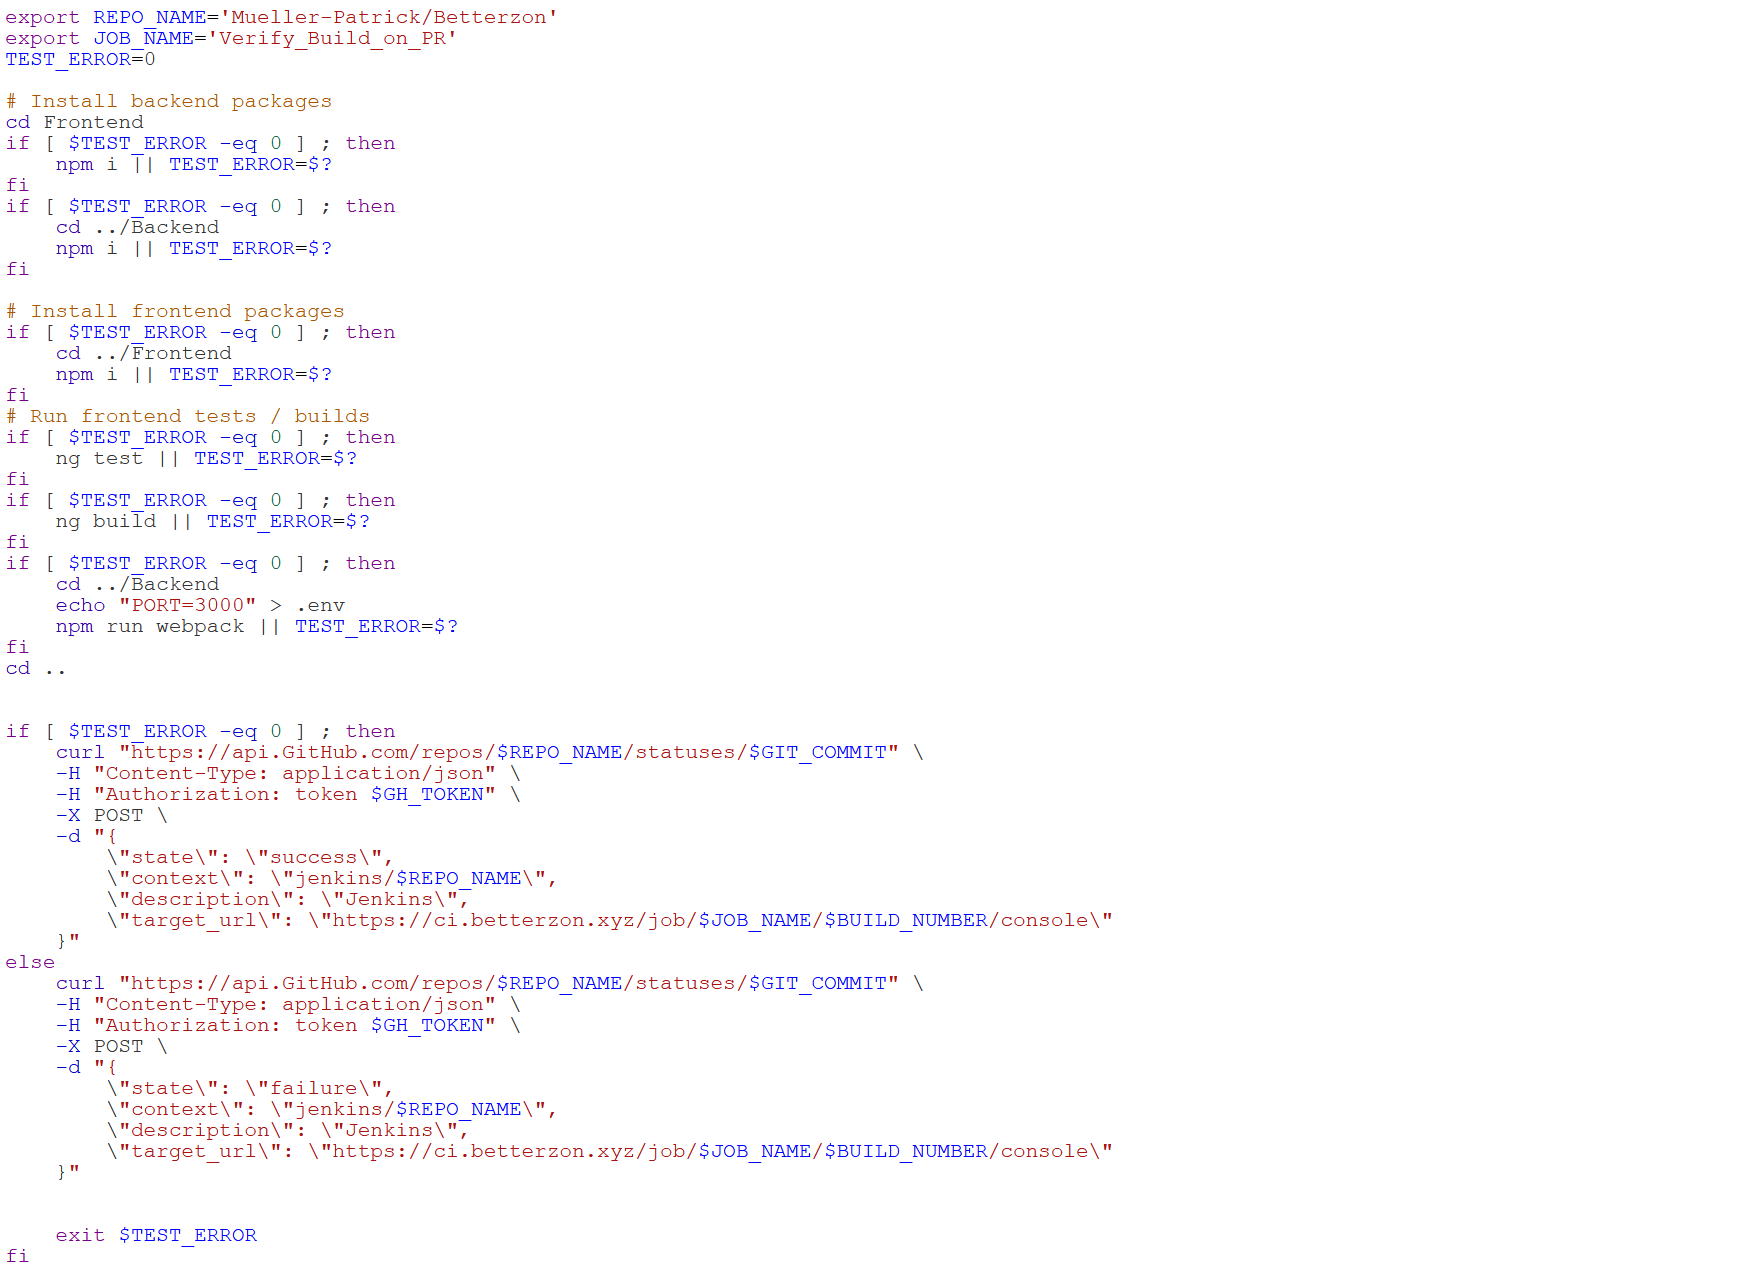 export REPO_NAME='Mueller-Patrick/Betterzon'
export JOB_NAME='Verify_Build_on_PR'
TEST_ERROR=0

# Install backend packages
cd Frontend
if [ $TEST_ERROR -eq 0 ] ; then
    npm i || TEST_ERROR=$?
fi
if [ $TEST_ERROR -eq 0 ] ; then
    cd ../Backend
    npm i || TEST_ERROR=$?
fi

# Install frontend packages
if [ $TEST_ERROR -eq 0 ] ; then
    cd ../Frontend
    npm i || TEST_ERROR=$?
fi
# Run frontend tests / builds
if [ $TEST_ERROR -eq 0 ] ; then
    ng test || TEST_ERROR=$?
fi
if [ $TEST_ERROR -eq 0 ] ; then
    ng build || TEST_ERROR=$?
fi
if [ $TEST_ERROR -eq 0 ] ; then
    cd ../Backend
    echo "PORT=3000" > .env
    npm run webpack || TEST_ERROR=$?
fi
cd ..


if [ $TEST_ERROR -eq 0 ] ; then
    curl "https://api.GitHub.com/repos/$REPO_NAME/statuses/$GIT_COMMIT" \
    -H "Content-Type: application/json" \
    -H "Authorization: token $GH_TOKEN" \
    -X POST \
    -d "{
        \"state\": \"success\",
        \"context\": \"jenkins/$REPO_NAME\",
        \"description\": \"Jenkins\",
        \"target_url\": \"https://ci.betterzon.xyz/job/$JOB_NAME/$BUILD_NUMBER/console\"
    }"
else
    curl "https://api.GitHub.com/repos/$REPO_NAME/statuses/$GIT_COMMIT" \
    -H "Content-Type: application/json" \
    -H "Authorization: token $GH_TOKEN" \
    -X POST \
    -d "{
        \"state\": \"failure\",
        \"context\": \"jenkins/$REPO_NAME\",
        \"description\": \"Jenkins\",
        \"target_url\": \"https://ci.betterzon.xyz/job/$JOB_NAME/$BUILD_NUMBER/console\"
    }"


    exit $TEST_ERROR
fi